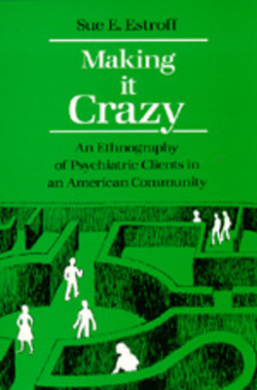 Sue E. Estroff
Making
it
Crazy
An Ethnography
of Psychiatric Clients in
an American Community